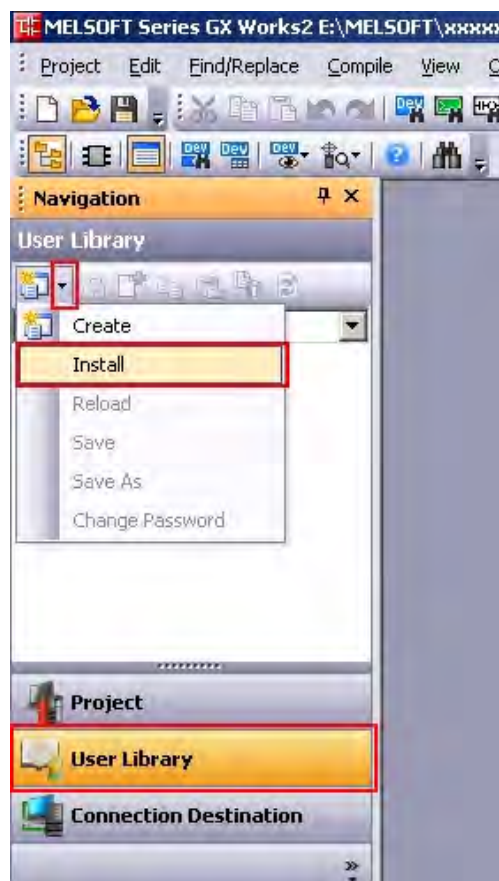 MELSOFT Series GX Works2 E:\MELSOFT\xxxx
Project Edit Find/Replace Compile View
Navigation
User Library
Create
Install
Reload
Save
Save As
Change Password
Project
User Library
Connection Destination